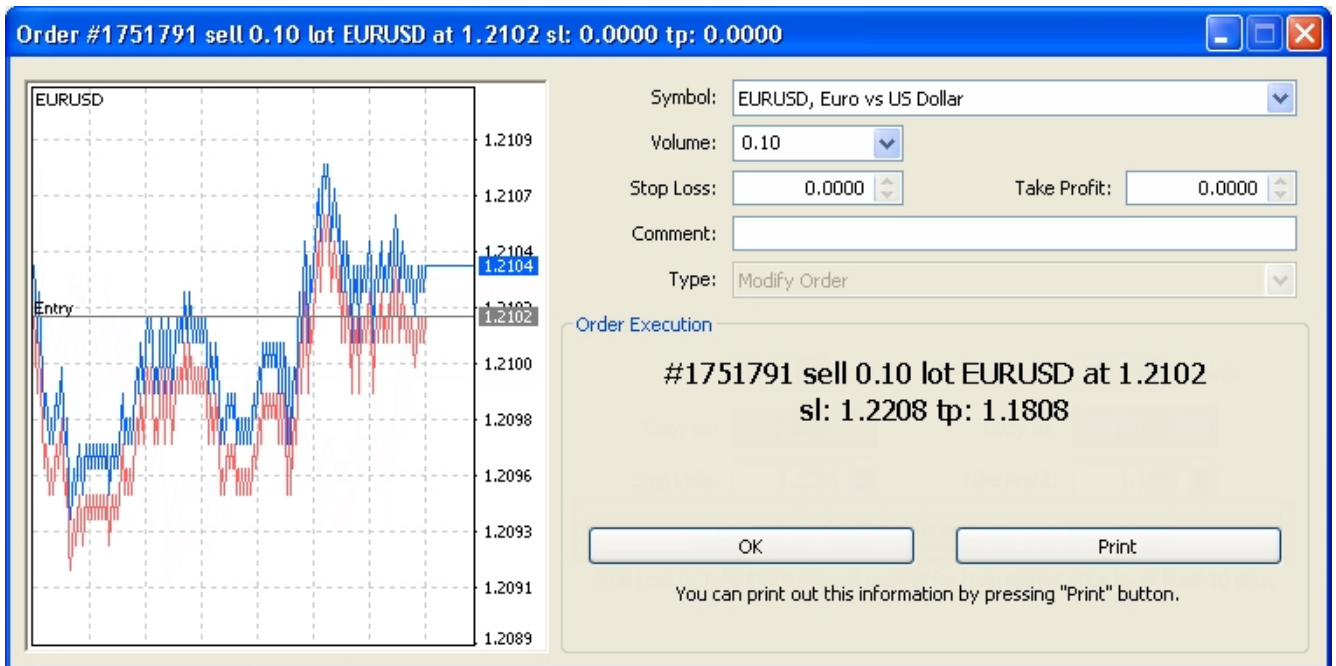 Order #1751791 sell 0.10 lot EURUSD at 1.2102 sl: 0.0000 tp: 0.0000
EURUSD
1.2109
1.2107
1.2104
1.2104
Entry
1.2102
1.2100
1.2098
1.2096
1.2093
1.2091
1.2089
Symbol: EURUSD, Euro vs US Dollar
Volume: 0.10
Stop Loss: 0.0000 Take Profit: 0.0000
Comment:
Type: Modify Order
Order Execution
#1751791 sell 0.10 lot EURUSD at 1.2102
sl: 1.2208 tp: 1.1808
OK Print
You can print out this information by pressing "Print" button.